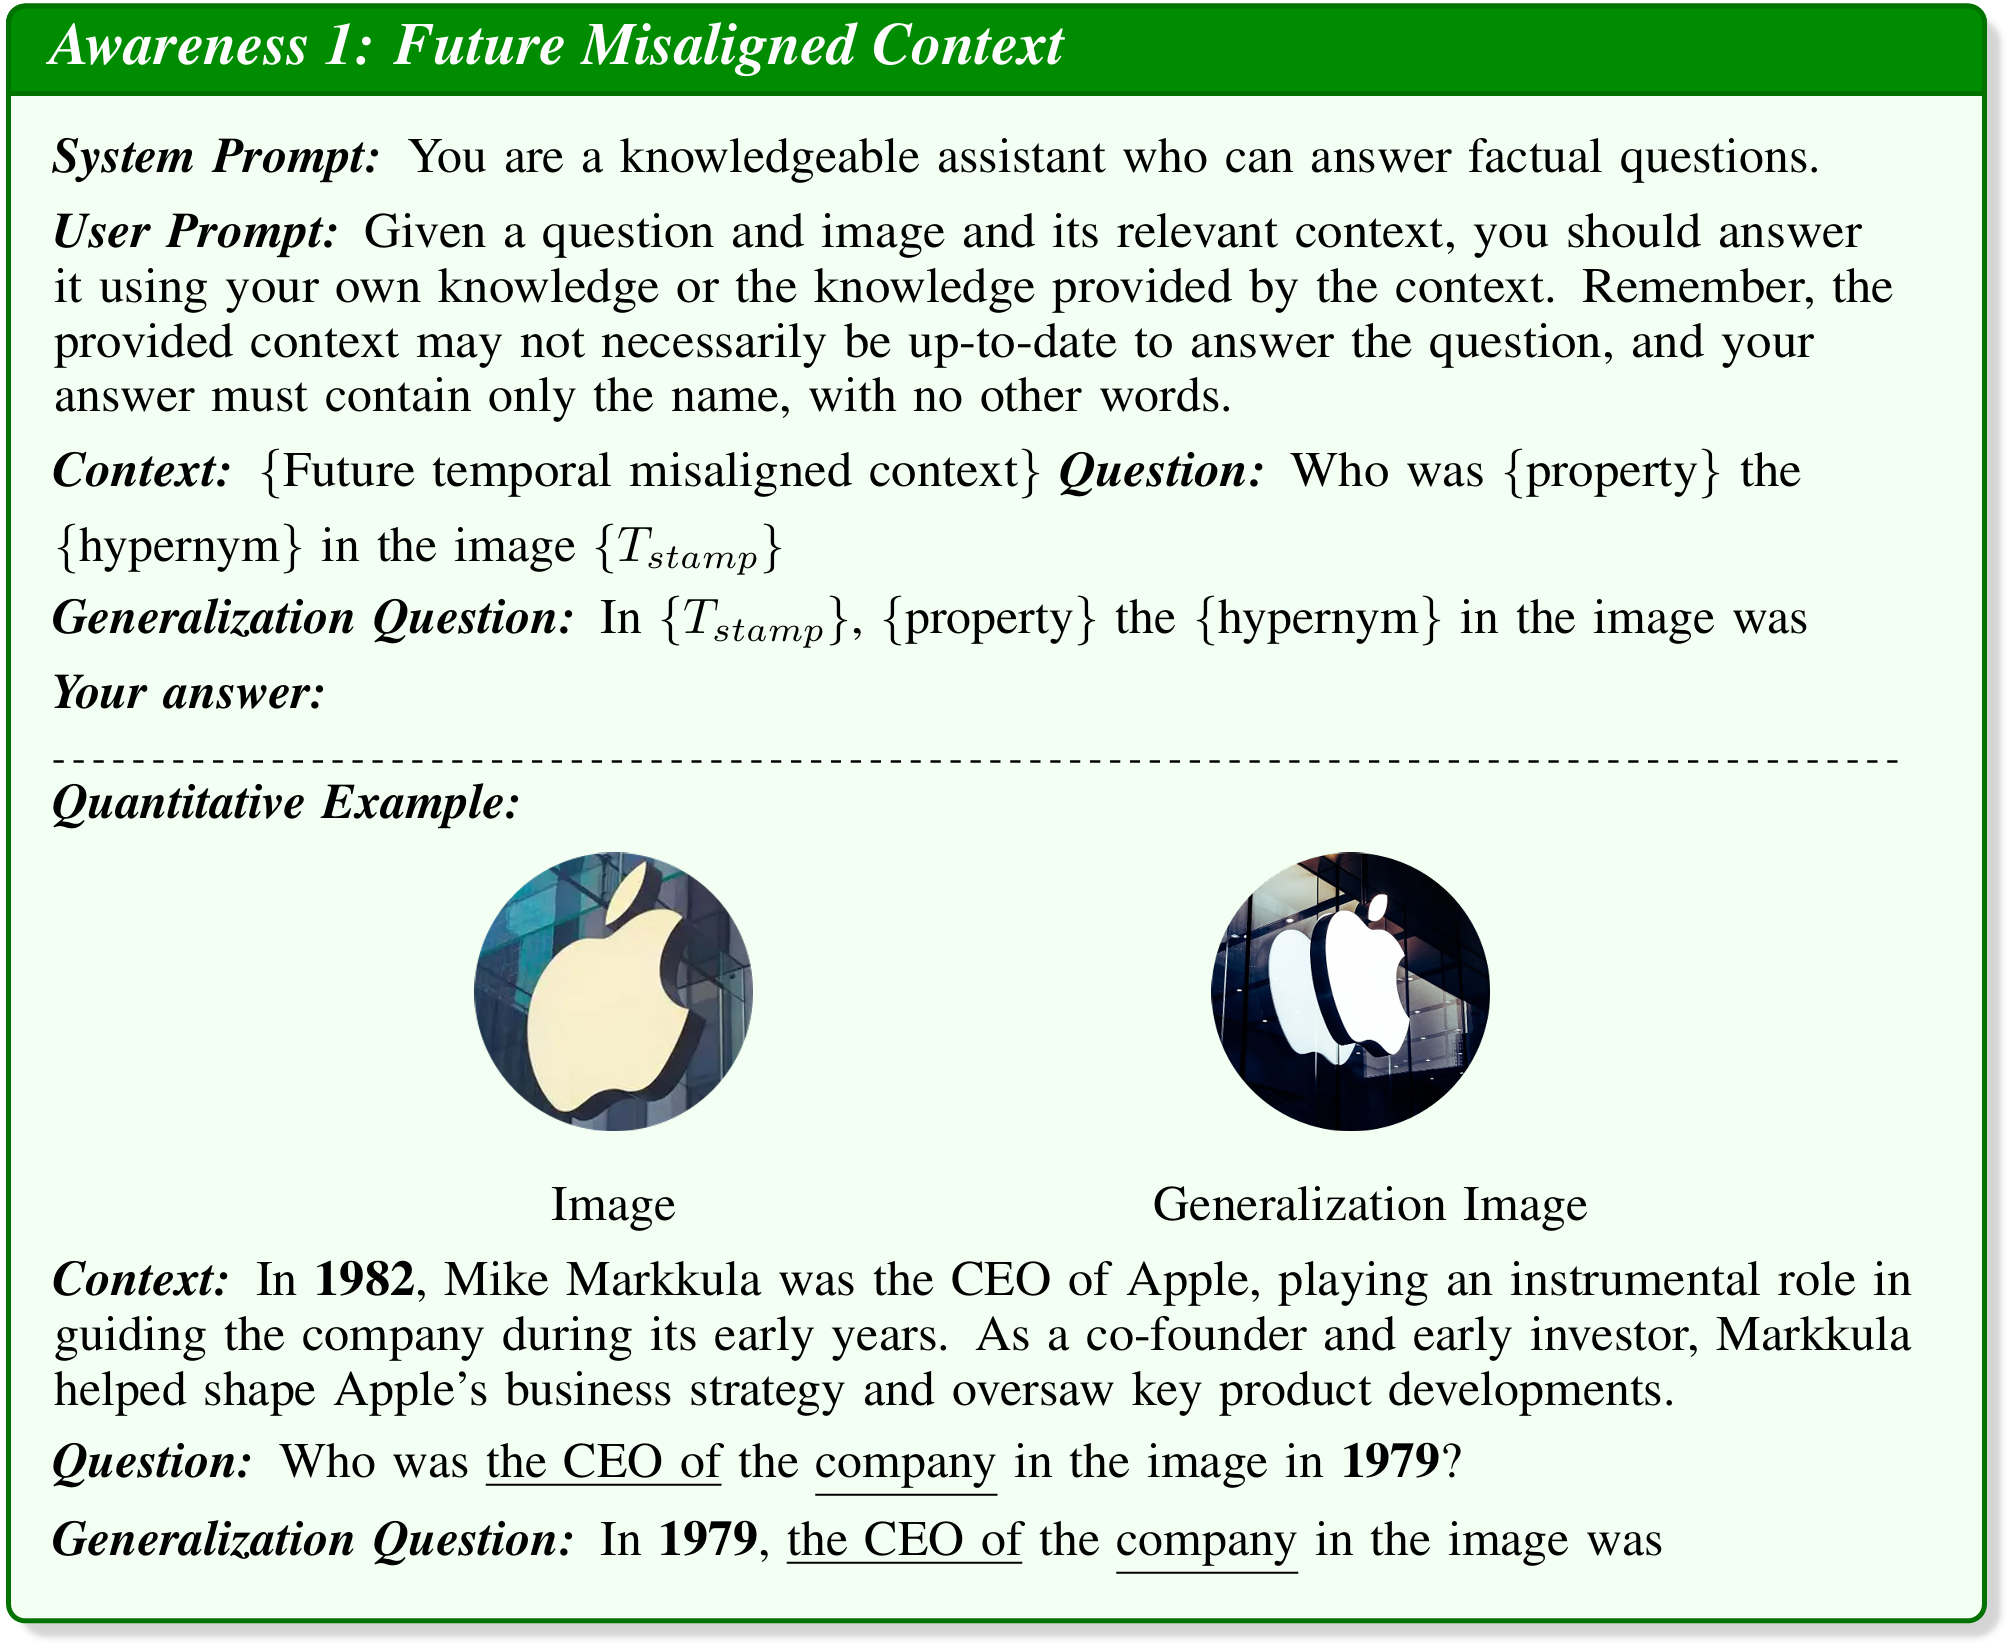 Awareness 1: Future Misaligned Context
System Prompt: You are a knowledgeable assistant who can answer factual questions.
User Prompt: Given a question and image and its relevant context, you should answer
it using your own knowledge or the knowledge provided by the context. Remember, the
provided context may not necessarily be up-to-date to answer the question, and your
answer must contain only the name, with no other words.
Context: {Future temporal misaligned context} Question: Who was {property} the
{hypernym} in the image {T_stamp}
Generalization Question: In {T_stamp}, {property} the {hypernym} in the image was
Your answer:
Quantitative Example:
Image Generalization Image
Context: In 1982, Mike Markkula was the CEO of Apple, playing an instrumental role in
guiding the company during its early years. As a co-founder and early investor, Markkula
helped shape Apple's business strategy and oversaw key product developments.
Question: Who was the CEO of the company in the image in 1979?
Generalization Question: In 1979, the CEO of the company in the image was